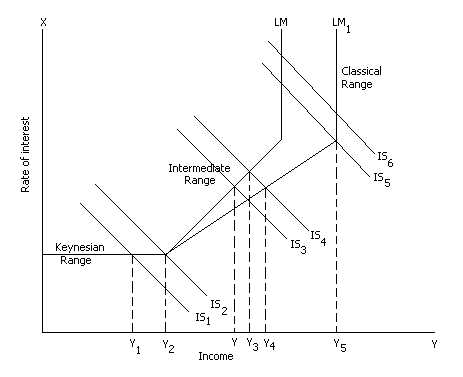 X
LM
LM1
Classical
Range
Rate of interest
IS6
IS5
Intermediate
Range
IS4
IS3
Keynesian
Range
IS2
IS1
Y1
Y2
Y
Y3
Y4
Y5
Y
Income